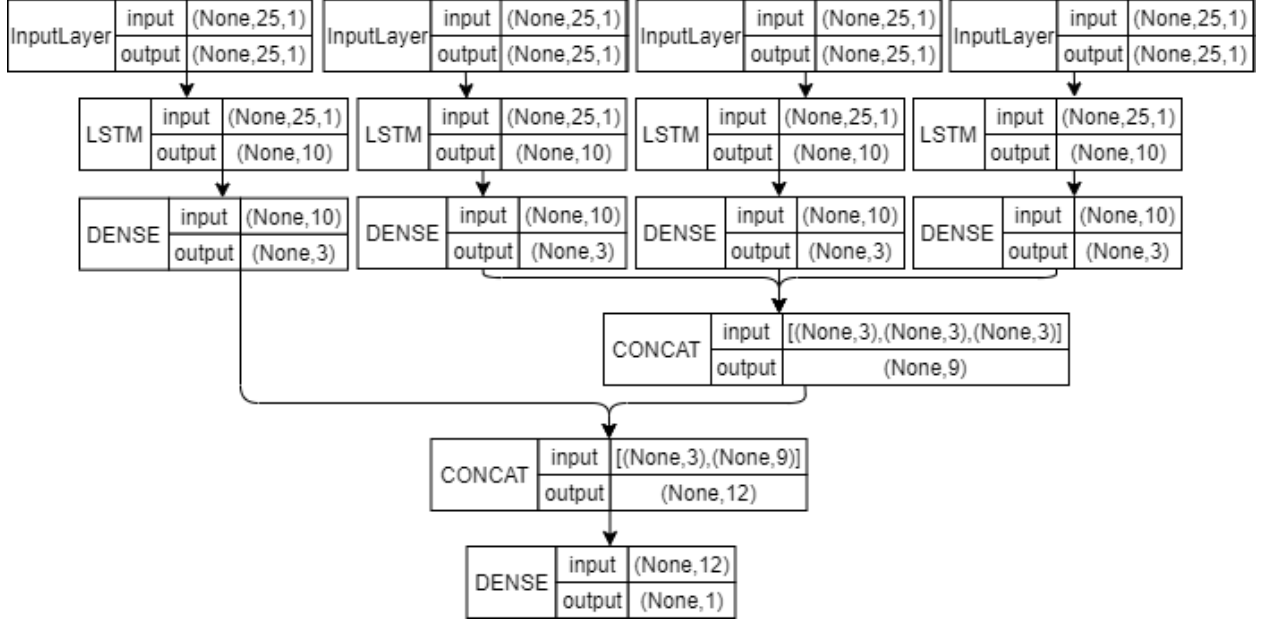 InputLayer input (None,25,1) output (None,25,1)
InputLayer input (None,25,1) output (None,25,1)
InputLayer input (None,25,1) output (None,25,1)
InputLayer input (None,25,1) output (None,25,1)
LSTM input (None,25,1) output (None,10)
LSTM input (None,25,1) output (None,10)
LSTM input (None,25,1) output (None,10)
LSTM input (None,25,1) output (None,10)
DENSE input (None,10) output (None,3)
DENSE input (None,10) output (None,3)
DENSE input (None,10) output (None,3)
DENSE input (None,10) output (None,3)
CONCAT input [(None,3),(None,3),(None,3)] output (None,9)
CONCAT input [(None,3),(None,9)] output (None,12)
DENSE input (None,12) output (None,1)